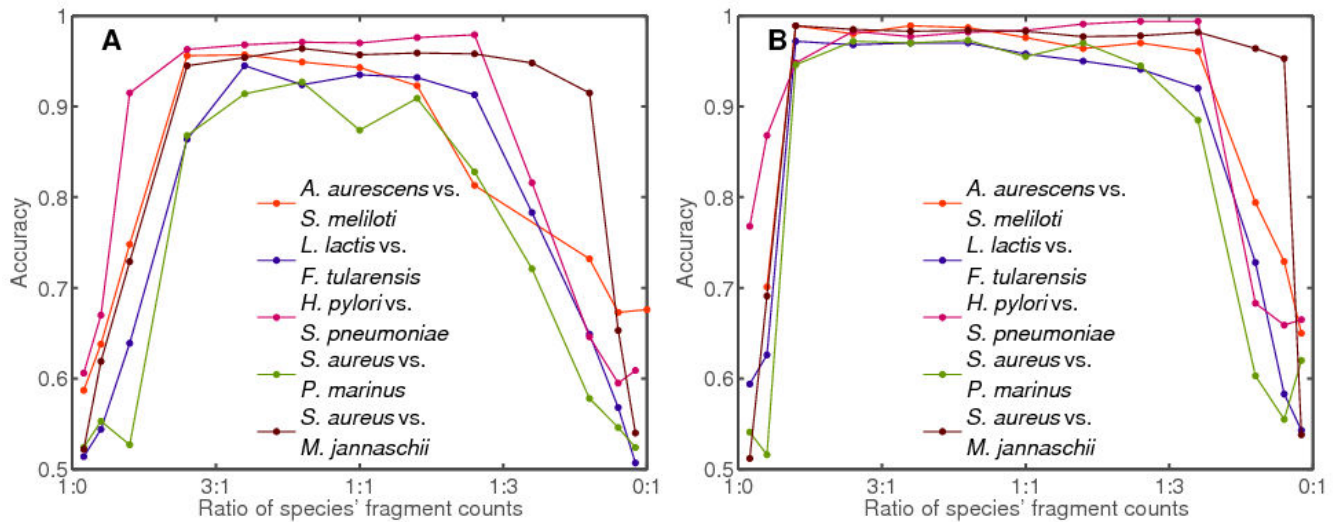 A
1
0.9
0.8
0.7
0.6
0.5
Accuracy
A. aurescens vs.
S. meliloti
L. lactis vs.
F. tularensis
H. pylori vs.
S. pneumoniae
S. aureus vs.
P. marinus
S. aureus vs.
M. jannaschii
1:0 3:1 1:1 1:3 0:1
Ratio of species' fragment counts
B
1
0.9
0.8
0.7
0.6
0.5
Accuracy
A. aurescens vs.
S. meliloti
L. lactis vs.
F. tularensis
H. pylori vs.
S. pneumoniae
S. aureus vs.
P. marinus
S. aureus vs.
M. jannaschii
1:0 3:1 1:1 1:3 0:1
Ratio of species' fragment counts